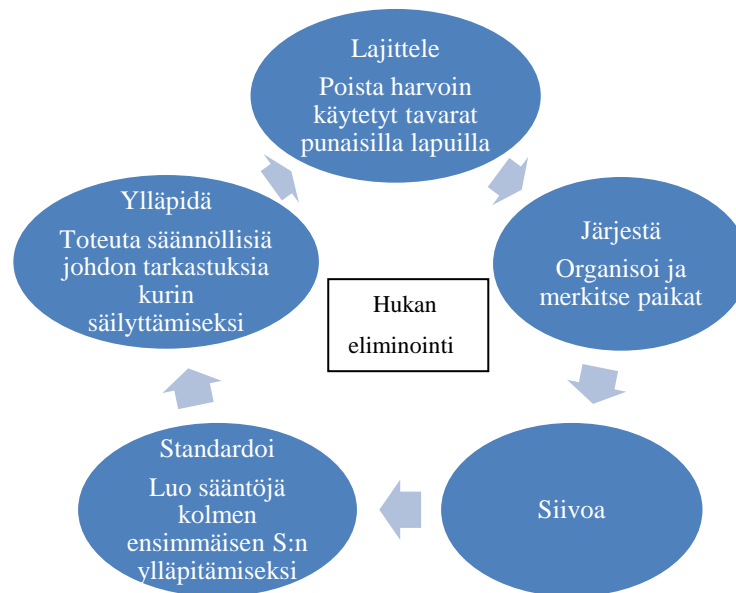 Lajittele
Poista harvoin
käytetyt tavarat
punaisilla lapuilla
Järjestä
Organisoi ja
merkitse paikat
Siivoa
Standardoi
Luo sääntöjä
kolmen
ensimmäisen S:n
ylläpitämiseksi
Ylläpidä
Toteuta säännöllisiä
johdon tarkastuksia
kurin
säilyttämiseksi
Hukan
eliminointi